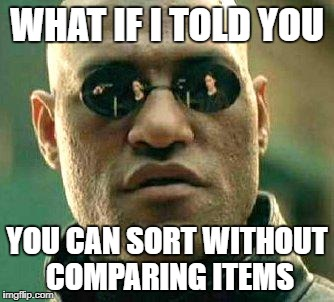 WHAT IF I TOLD YOU
YOU CAN SORT WITHOUT
COMPARING ITEMS
imgflip.com